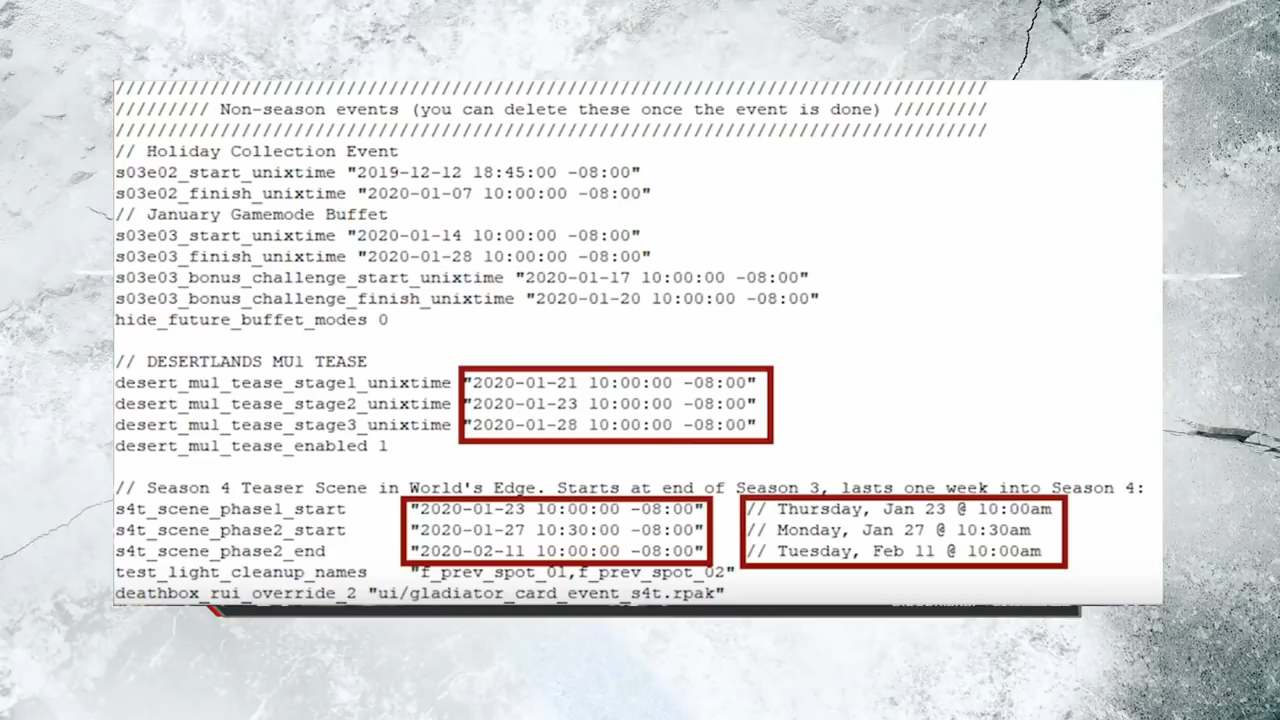 ///////////////////////////////////////////////////////////////////////////////////
///////// Non-season events (you can delete these once the event is done) /////////
///////////////////////////////////////////////////////////////////////////////////
// Holiday Collection Event
s03e02_start_unixtime "2019-12-12 18:45:00 -08:00"
s03e02_finish_unixtime "2020-01-07 10:00:00 -08:00"
// January Gamemode Buffet
s03e03_start_unixtime "2020-01-14 10:00:00 -08:00"
s03e03_finish_unixtime "2020-01-28 10:00:00 -08:00"
s03e03_bonus_challenge_start_unixtime "2020-01-17 10:00:00 -08:00"
s03e03_bonus_challenge_finish_unixtime "2020-01-20 10:00:00 -08:00"
hide_future_buffet_modes 0
// DESERTLANDS MU1 TEASE
desert_mu1_tease_stage1_unixtime "2020-01-21 10:00:00 -08:00"
desert_mu1_tease_stage2_unixtime "2020-01-23 10:00:00 -08:00"
desert_mu1_tease_stage3_unixtime "2020-01-28 10:00:00 -08:00"
desert_mu1_tease_enabled 1
// Season 4 Teaser Scene in World's Edge. Starts at end of Season 3, lasts one week into Season 4:
s4t_scene_phase1_start "2020-01-23 10:00:00 -08:00" // Thursday, Jan 23 @ 10:00am
s4t_scene_phase2_start "2020-01-27 10:30:00 -08:00" // Monday, Jan 27 @ 10:30am
s4t_scene_phase2_end "2020-02-11 10:00:00 -08:00" // Tuesday, Feb 11 @ 10:00am
test_light_cleanup_names "f_prev_spot_01,f_prev_spot_02"
deathbox_rui_override_2 "ui/gladiator_card_event_s4t.rpak"